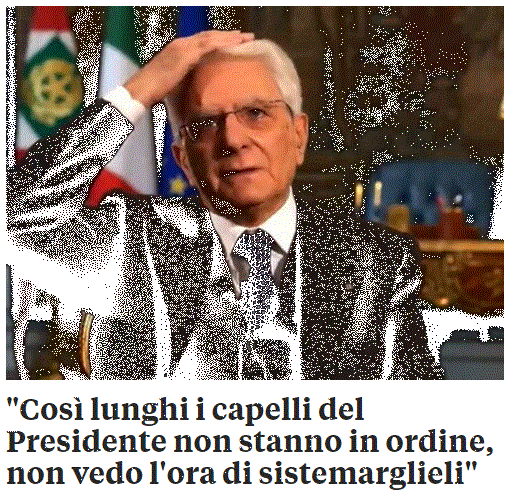 "Così lunghi i capelli del
Presidente non stanno in ordine,
non vedo l'ora di sistemarglieli"